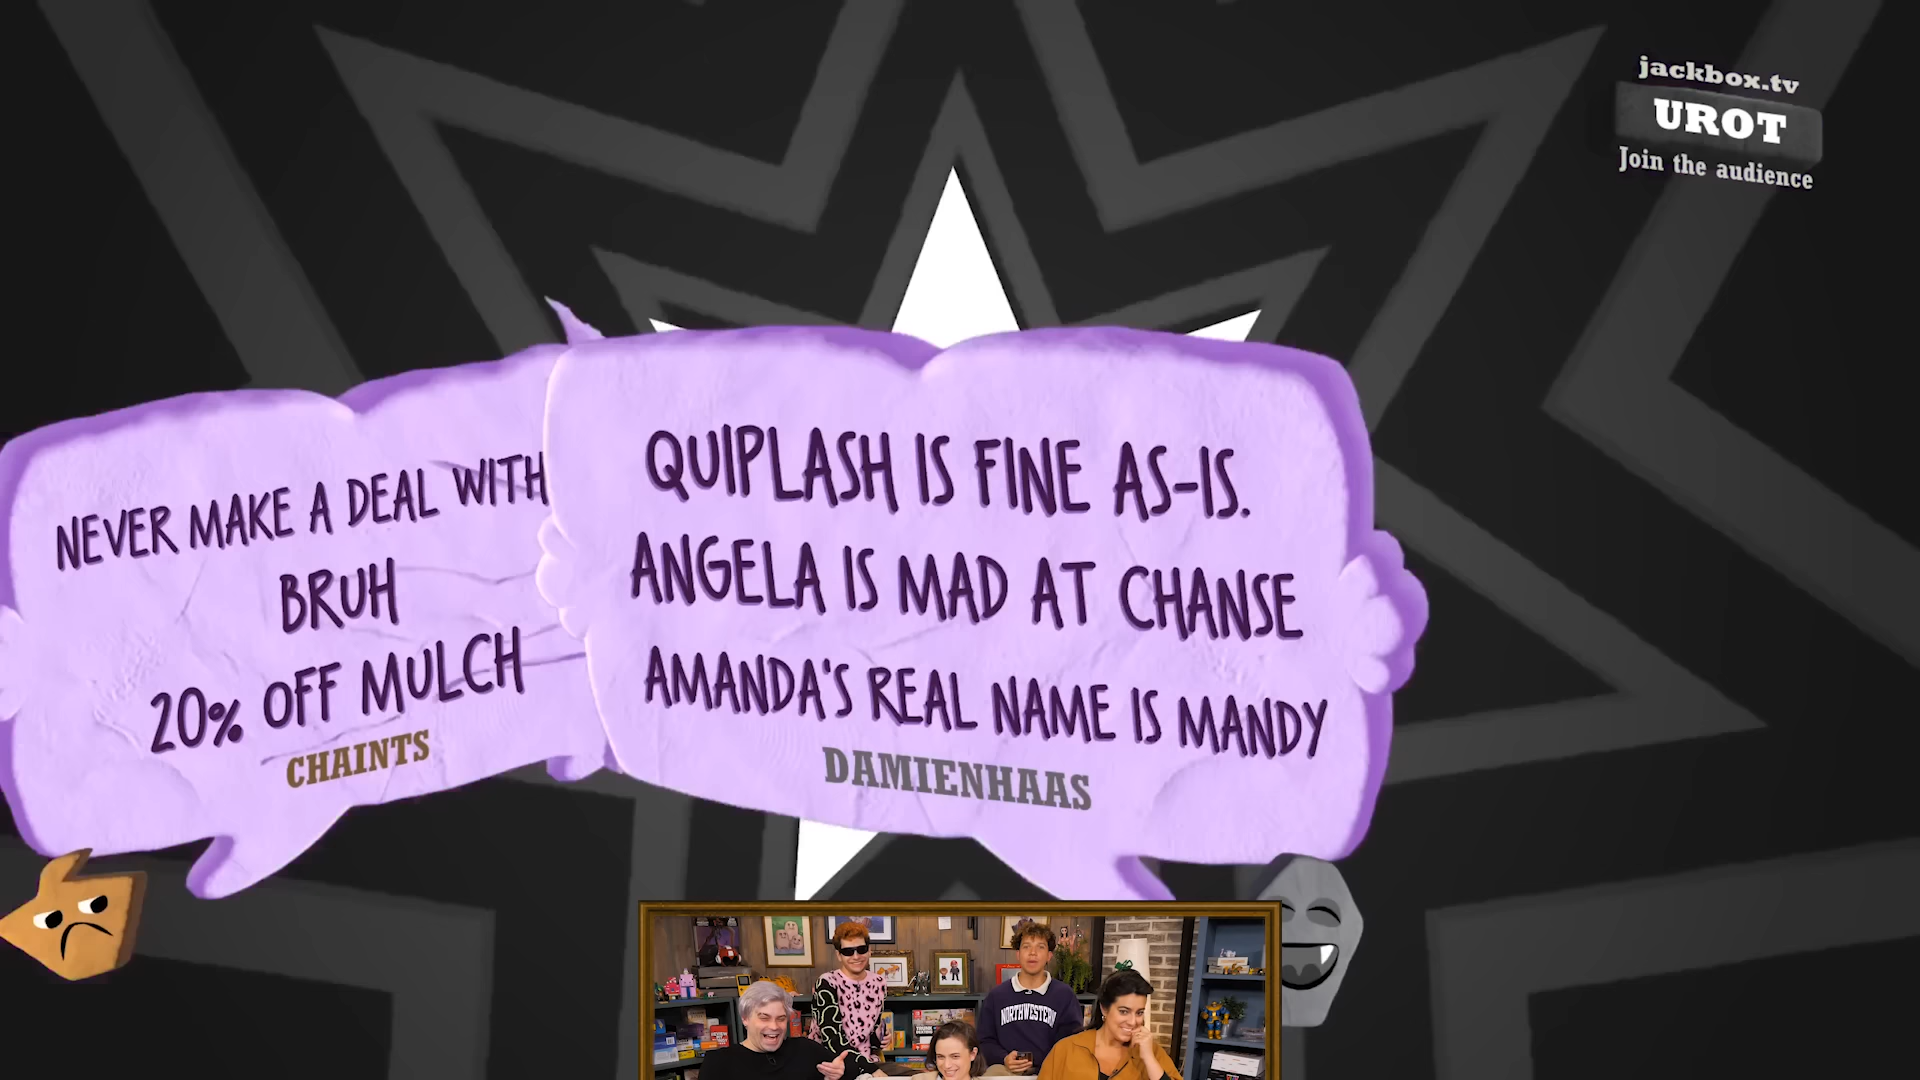 jackbox.tv
UROT
Join the audience
NEVER MAKE A DEAL WITH
BRUH
20% OFF MULCH
CHAINTS
QUIPLASH IS FINE AS-IS.
ANGELA IS MAD AT CHANSE
AMANDA'S REAL NAME IS MANDY
DAMIENHAAS
NORTHWESTERN